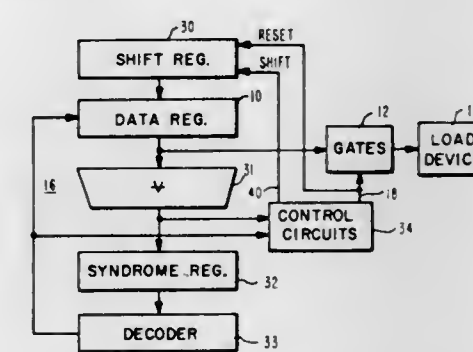 30
RESET
SHIFT REG.
SHIFT
10
12
DATA REG.
GATES
LOAD
31
16
40
18
CONTROL
CIRCUITS
34
SYNDROME REG.
32
DECODER
33